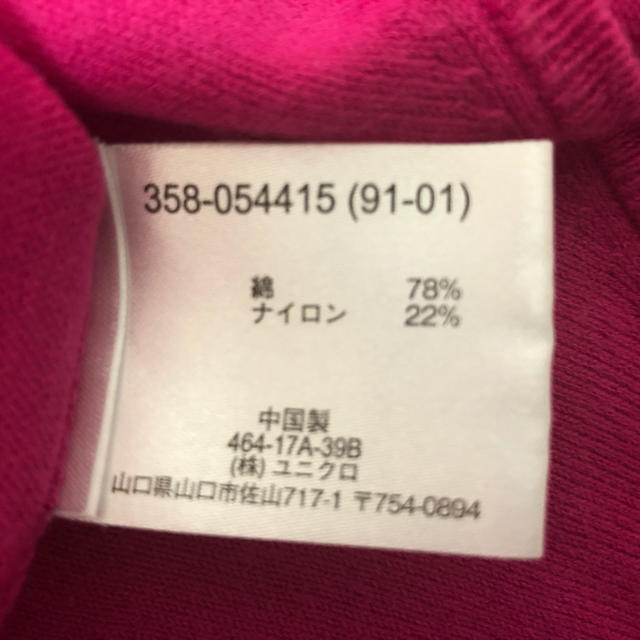 358-054415 (91-01)
綿 78%
ナイロン 22%
中国製
464-17A-39B
(株) ユニクロ
山口県山口市佐山717-1 〒754-0894